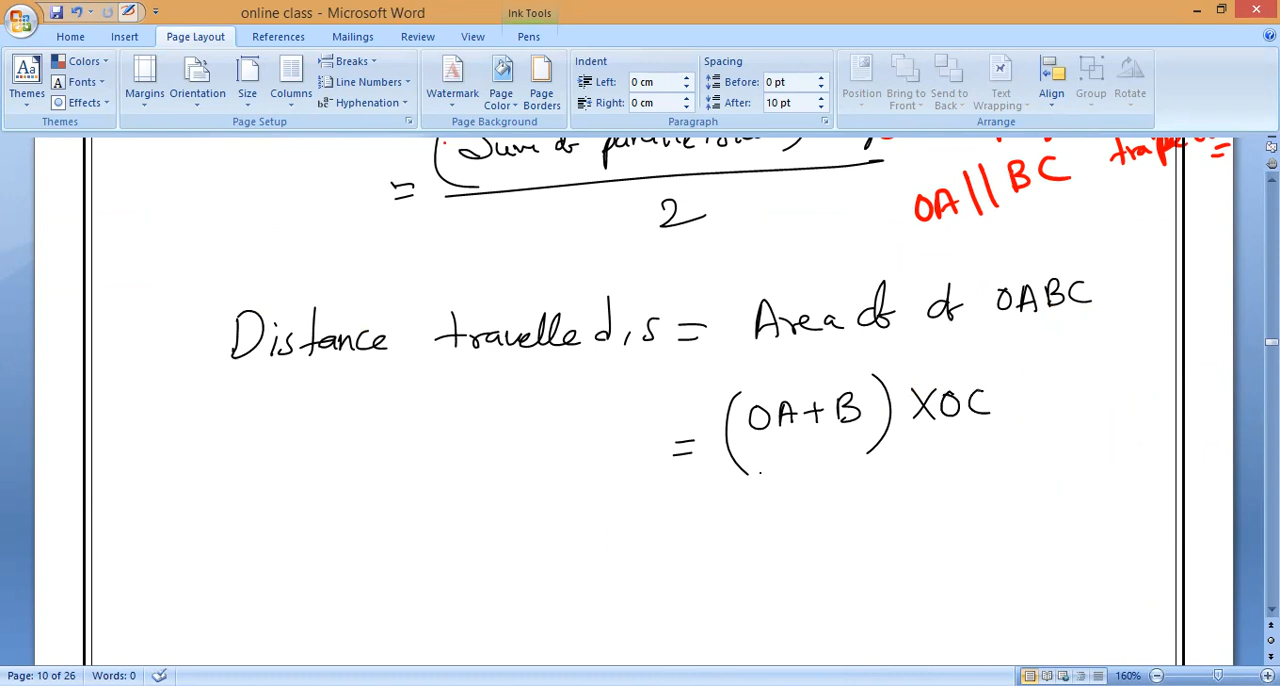 online class - Microsoft Word
Ink Tools
Home Insert Page Layout References Mailings Review View Pens
Aa Themes
Colors
Fonts
Effects
Themes
Margins Orientation Size Columns
Breaks
Line Numbers
Hyphenation
Page Setup
Watermark Page Color Page Borders
Page Background
Indent Spacing
Left: 0 cm Before: 0 pt
Right: 0 cm After: 10 pt
Paragraph
Position Bring to Front Send to Back Text Wrapping Align Group Rotate
Arrange
=
2
OA||BC
Distance travelled, s = Area of of OABC
= (OA+B) XOC
Page: 10 of 26 Words: 0 160%